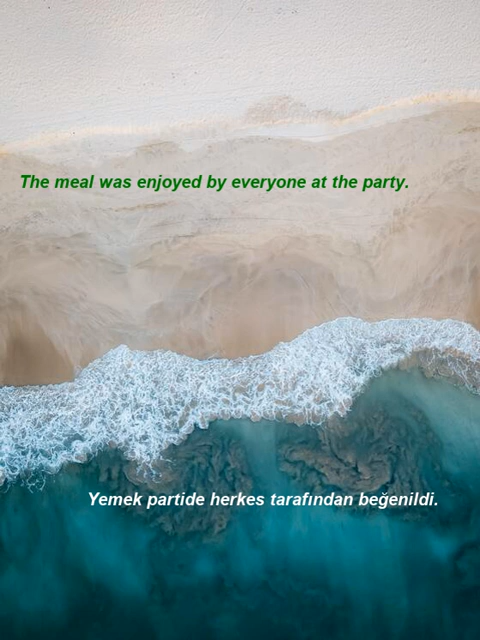 The meal was enjoyed by everyone at the party.
Yemek partide herkes tarafından beğenildi.